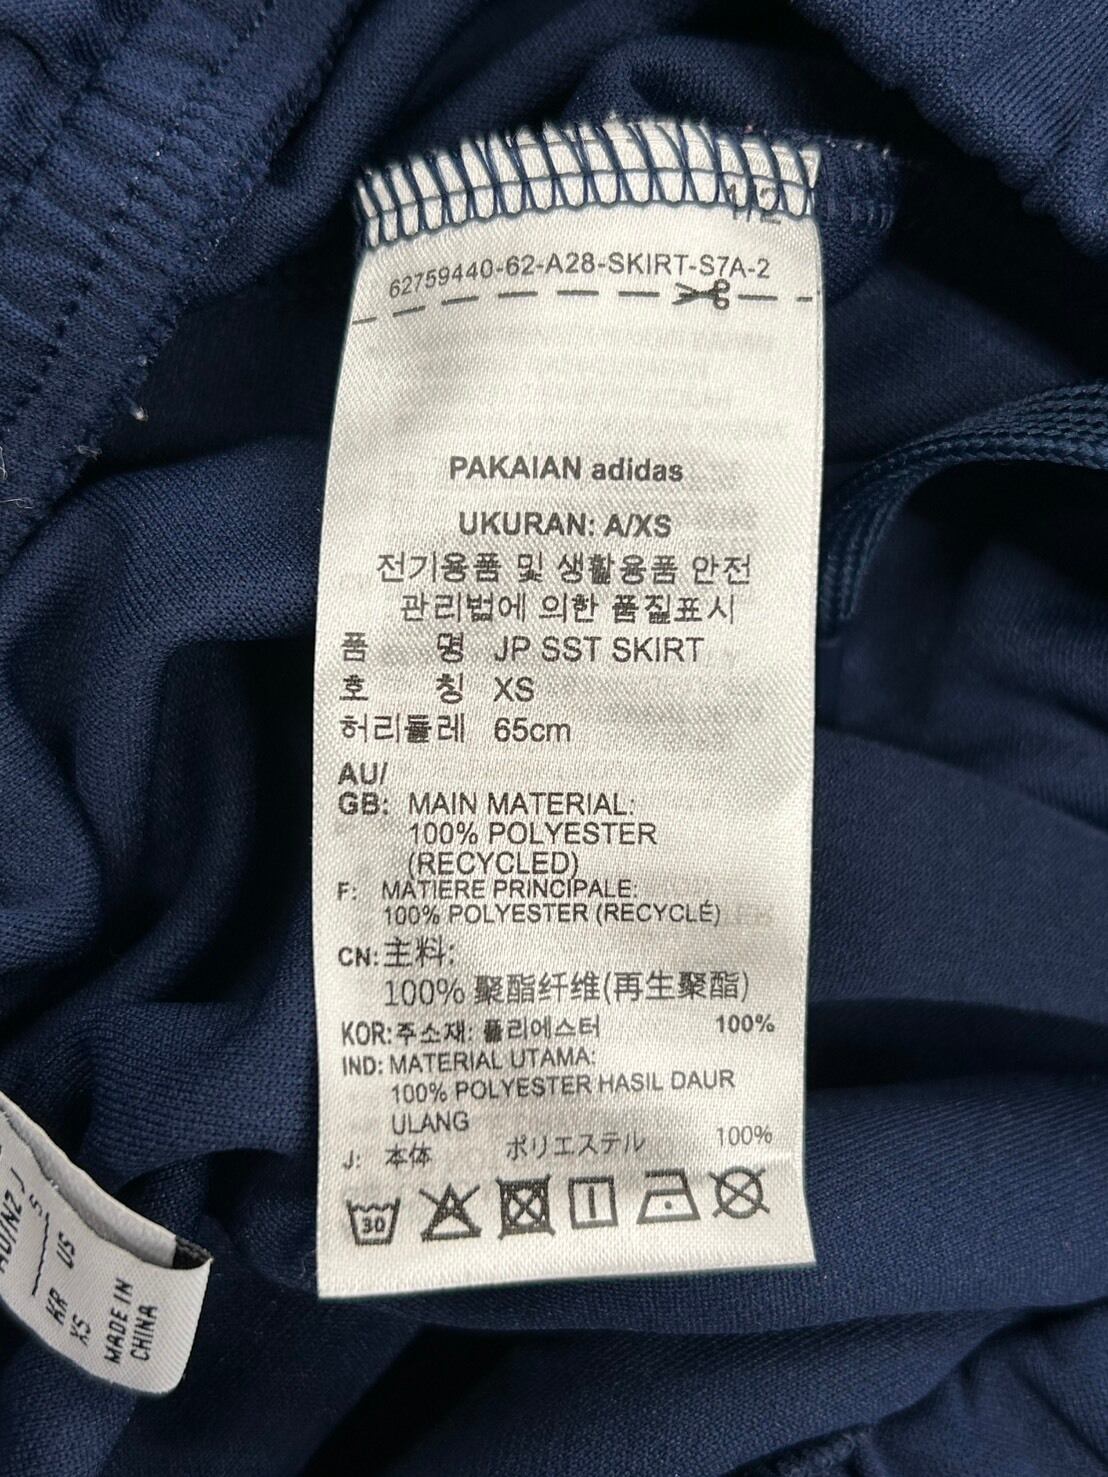 1/2
62759440-62-A28-SKIRT-S7A-2
PAKAIAN adidas
UKURAN: A/XS
전기용품 및 생활용품 안전
관리법에 의한 품질표시
품 명 JP SST SKIRT
호 칭 XS
허리둘레 65cm
AU/
GB: MAIN MATERIAL:
100% POLYESTER
(RECYCLED)
F: MATIERE PRINCIPALE:
100% POLYESTER (RECYCLÉ)
CN: 主料:
100% 聚酯纤维(再生聚酯)
KOR: 주소재: 폴리에스터 100%
IND: MATERIAL UTAMA:
100% POLYESTER HASIL DAUR
ULANG
J: 本体 ポリエステル 100%
30
AU/NZ J
S
KR US
XS
MADE IN
CHINA